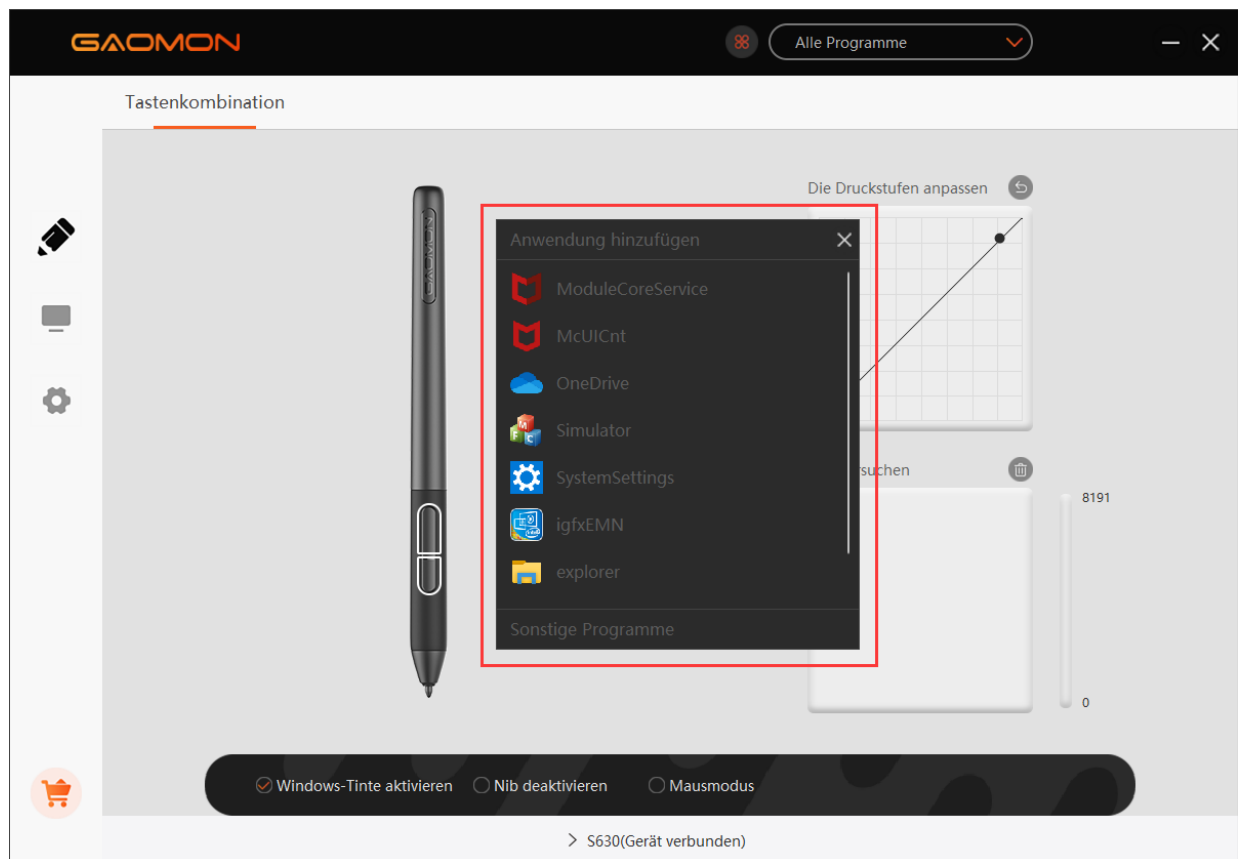 GAOMON
Alle Programme
Tastenkombination
Die Druckstufen anpassen
GAOMON
Anwendung hinzufügen
ModuleCoreService
McUICnt
OneDrive
Simulator
SystemSettings
igfxEMN
explorer
Sonstige Programme
suchen
8191
0
Windows-Tinte aktivieren
Nib deaktivieren
Mausmodus
S630(Gerät verbunden)